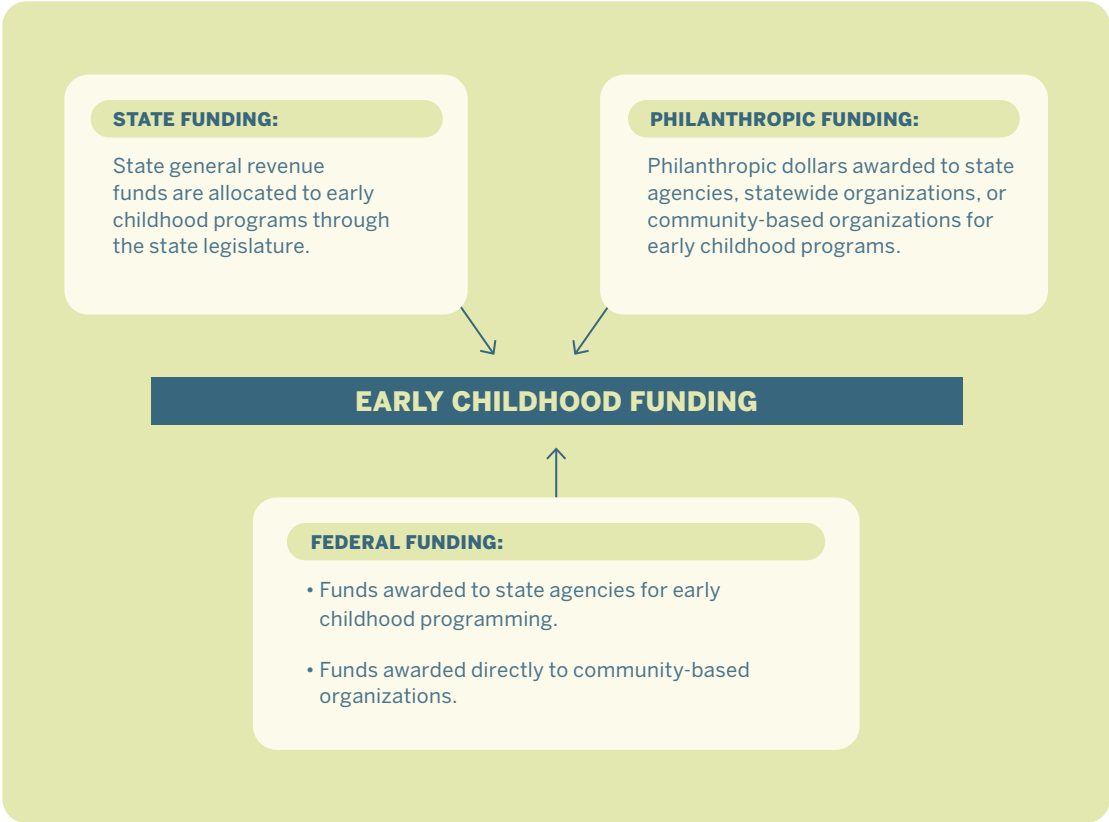 STATE FUNDING:
State general revenue
funds are allocated to early
childhood programs through
the state legislature.
PHILANTHROPIC FUNDING:
Philanthropic dollars awarded to state
agencies, statewide organizations, or
community-based organizations for
early childhood programs.
EARLY CHILDHOOD FUNDING
FEDERAL FUNDING:
• Funds awarded to state agencies for early
childhood programming.
• Funds awarded directly to community-based
organizations.